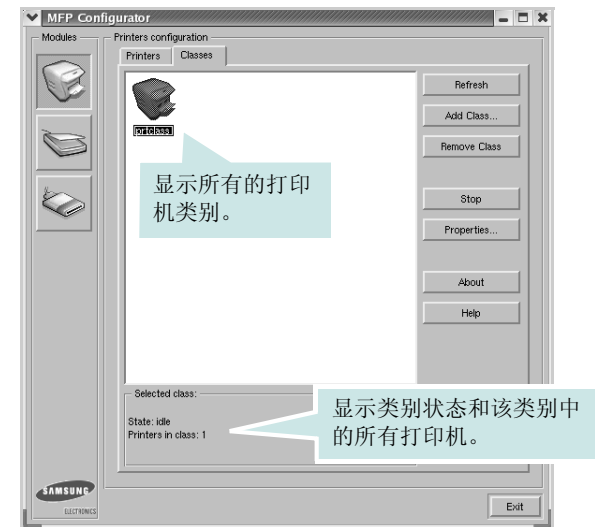 MFP Configurator
Modules
Printers configuration
Printers
Classes
prtclass1
显示所有的打印
机类别。
Refresh
Add Class...
Remove Class
Stop
Properties...
About
Help
Selected class:
State: idle
Printers in class: 1
显示类别状态和该类别中
的所有打印机。
SAMSUNG
ELECTRONICS
Exit